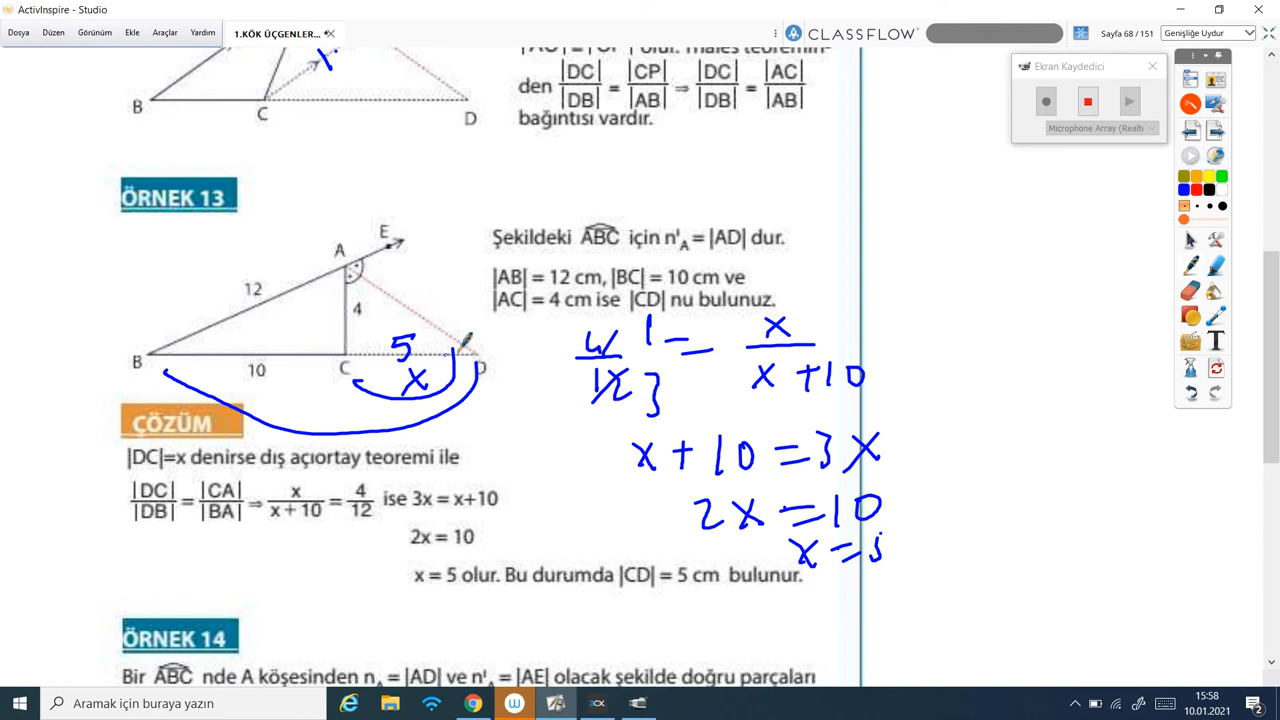 ActivInspire - Studio
Dosya Düzen Görünüm Ekle Araçlar Yardım
1.KÖK ÜÇGENLER...
CLASSFLOW
Sayfa 68 / 151
Genişliğe Uydur
Ekran Kaydedici
Microphone Array (Realt
B C D
den |DC|/|DB| = |CP|/|AB| ⇒ |DC|/|DB| = |AC|/|AB|
bağıntısı vardır.
ÖRNEK 13
Şekildeki ABC için n'A = |AD| dur.
|AB| = 12 cm, |BC| = 10 cm ve
|AC| = 4 cm ise |CD| nu bulunuz.
E
A
12
4
5
B C D
10
x
4/12 1/3 = x/x+10
x + 10 = 3x
2x = 10
x = 5
ÇÖZÜM
|DC|=x denirse dış açıortay teoremi ile
|DC|/|DB| = |CA|/|BA| ⇒ x/x + 10 = 4/12 ise 3x = x+10
2x = 10
x = 5 olur. Bu durumda |CD| = 5 cm bulunur.
ÖRNEK 14
Bir ABC nde A köşesinden nA = |AD| ve n'A = |AE| olacak şekilde doğru parçaları
Aramak için buraya yazın
15:58
10.01.2021
2